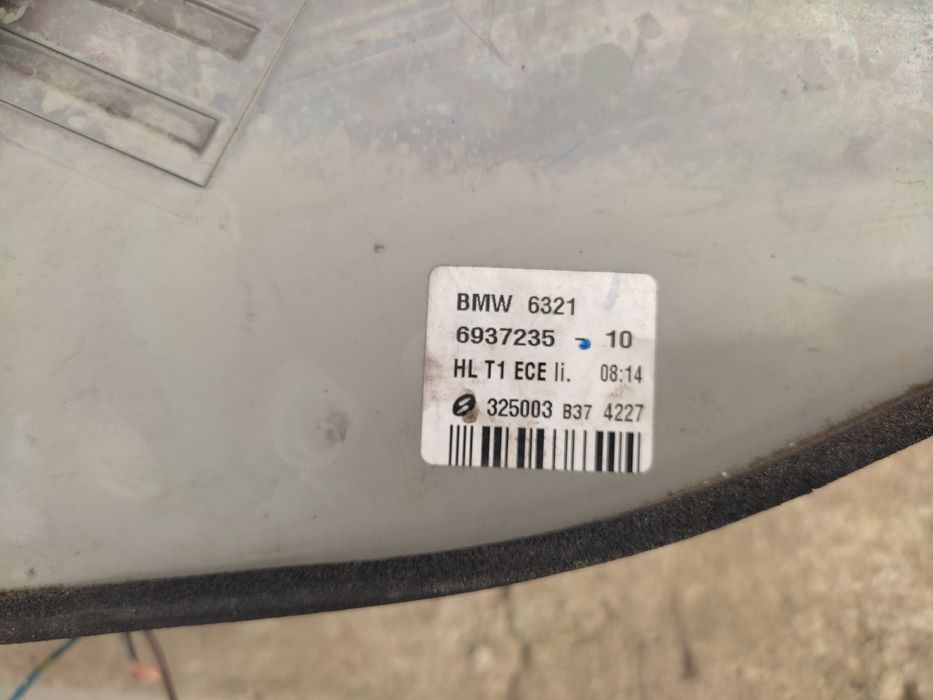 BMW 6321
6937235 - 10
HL T1 ECE li. 08:14
325003 B37 4227